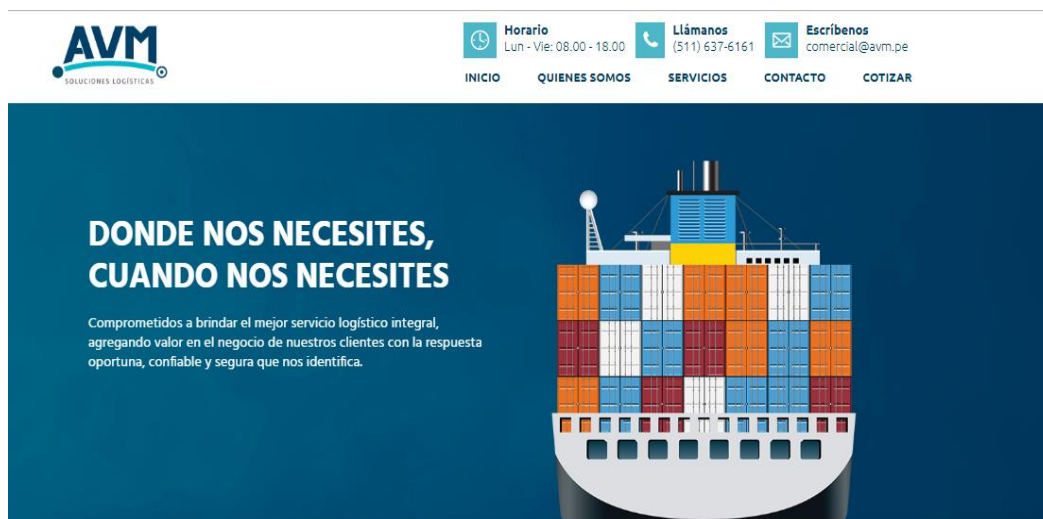 AVM
SOLUCIONES LOGÍSTICAS
Horario
Lun - Vie: 08.00 - 18.00
Llámanos
(511) 637-6161
Escríbenos
comercial@avm.pe
INICIO QUIENES SOMOS SERVICIOS CONTACTO COTIZAR
DONDE NOS NECESITES,
CUANDO NOS NECESITES
Comprometidos a brindar el mejor servicio logístico integral,
agregando valor en el negocio de nuestros clientes con la respuesta
oportuna, confiable y segura que nos identifica.